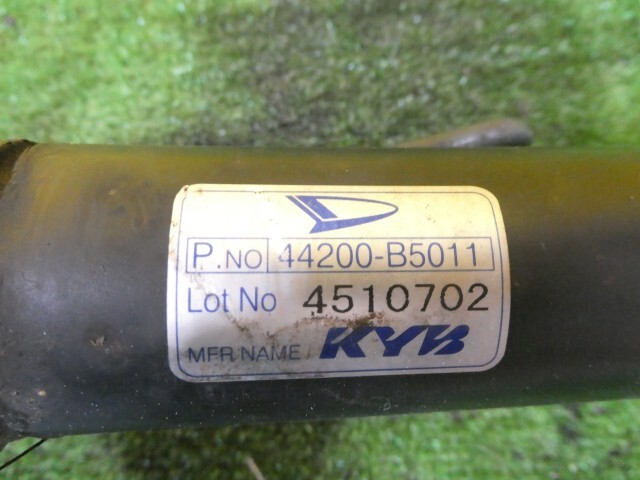 P.NO 44200-B5011
Lot No 4510702
MFR NAME KYB